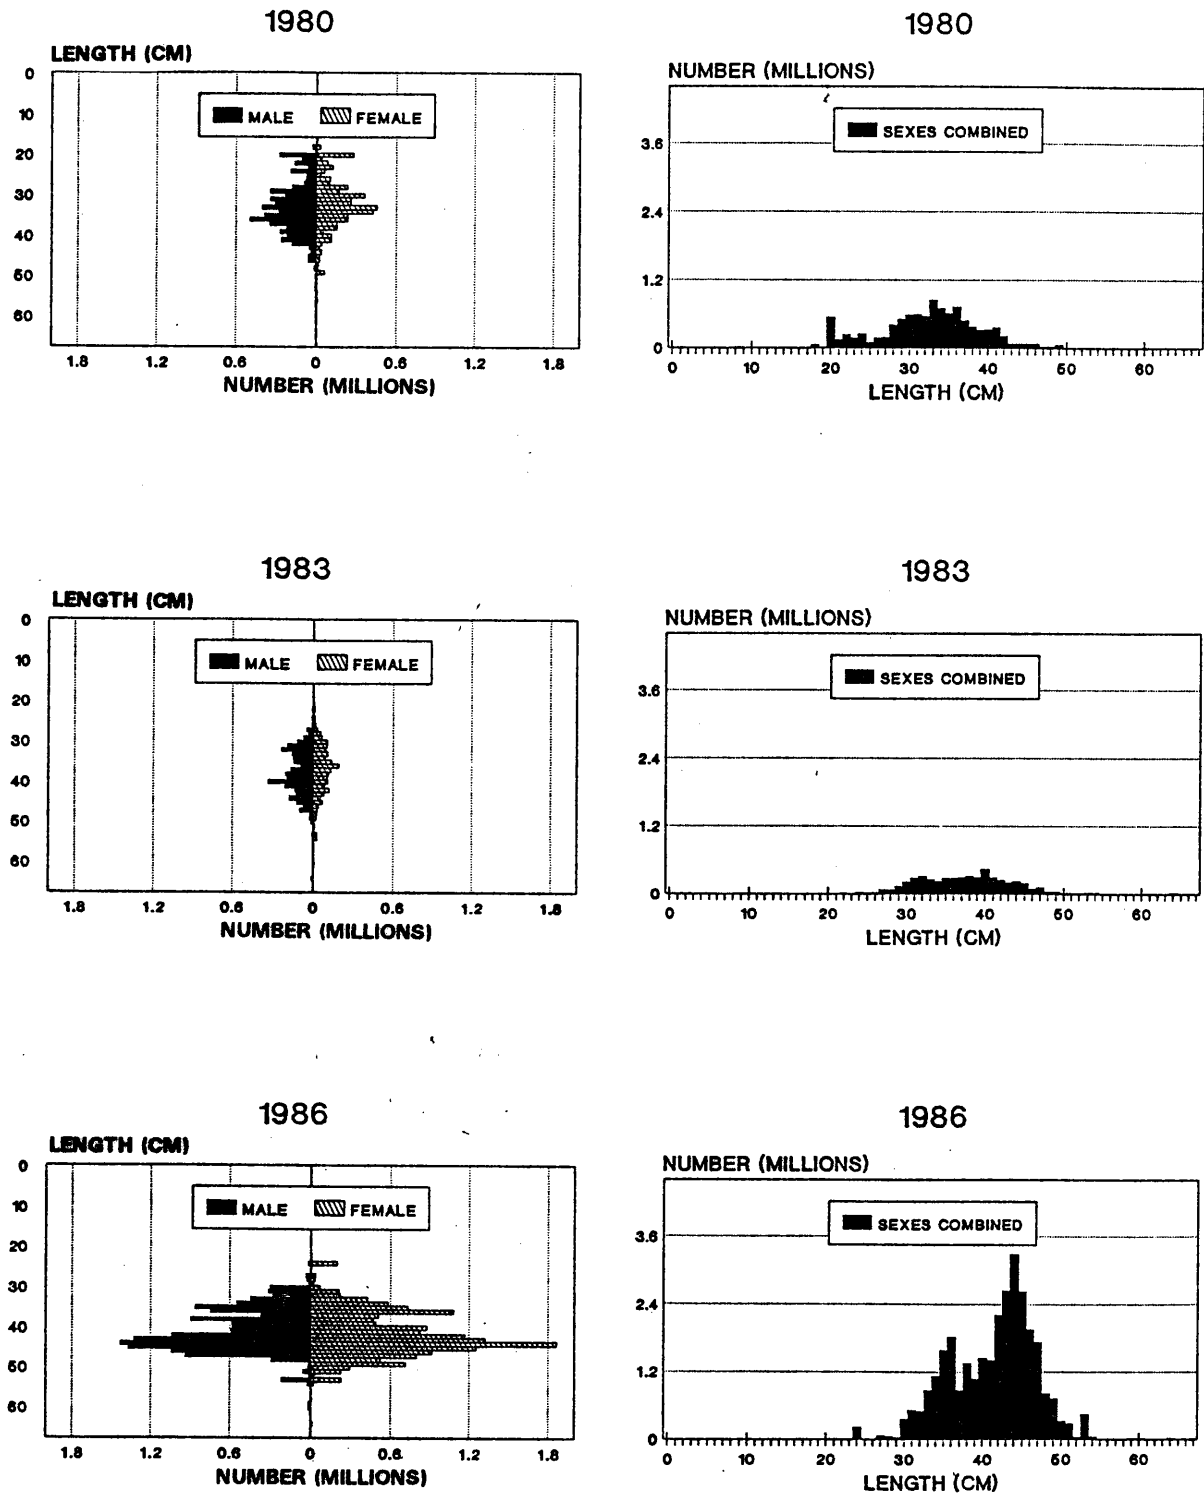 1980
LENGTH (CM)
0
10
20
30
40
50
60
MALE FEMALE
1.8 1.2 0.6 0 0.6 1.2 1.8
NUMBER (MILLIONS)
1980
NUMBER (MILLIONS)
SEXES COMBINED
3.6
2.4
1.2
0
0 10 20 30 40 50 60
LENGTH (CM)
1983
LENGTH (CM)
0
10
20
30
40
50
60
MALE FEMALE
1.8 1.2 0.6 0 0.6 1.2 1.8
NUMBER (MILLIONS)
1983
NUMBER (MILLIONS)
SEXES COMBINED
3.6
2.4
1.2
0
0 10 20 30 40 50 60
LENGTH (CM)
1986
LENGTH (CM)
0
10
20
30
40
50
60
MALE FEMALE
1.8 1.2 0.6 0 0.6 1.2 1.8
NUMBER (MILLIONS)
1986
NUMBER (MILLIONS)
SEXES COMBINED
3.6
2.4
1.2
0
0 10 20 30 40 50 60
LENGTH (CM)